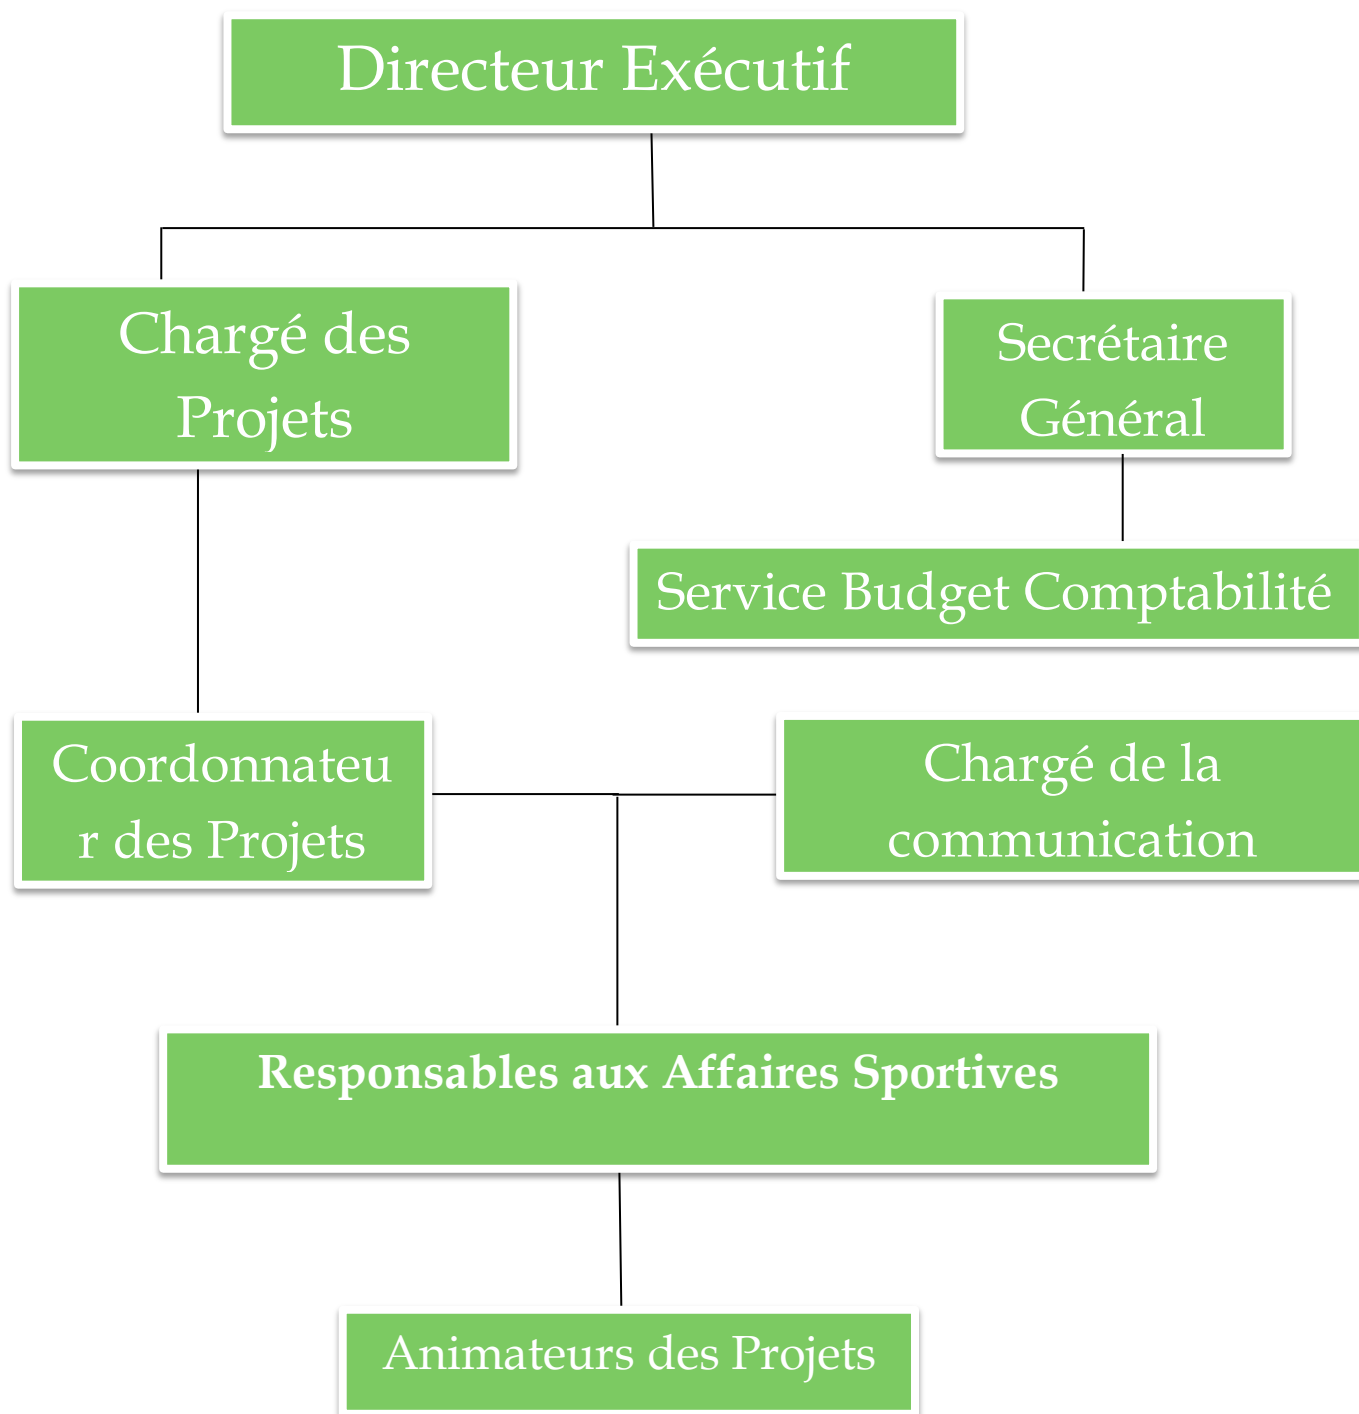 Directeur Exécutif
Chargé des
Projets
Secrétaire
Général
Service Budget Comptabilité
Coordonnateu
r des Projets
Chargé de la
communication
Responsables aux Affaires Sportives
Animateurs des Projets